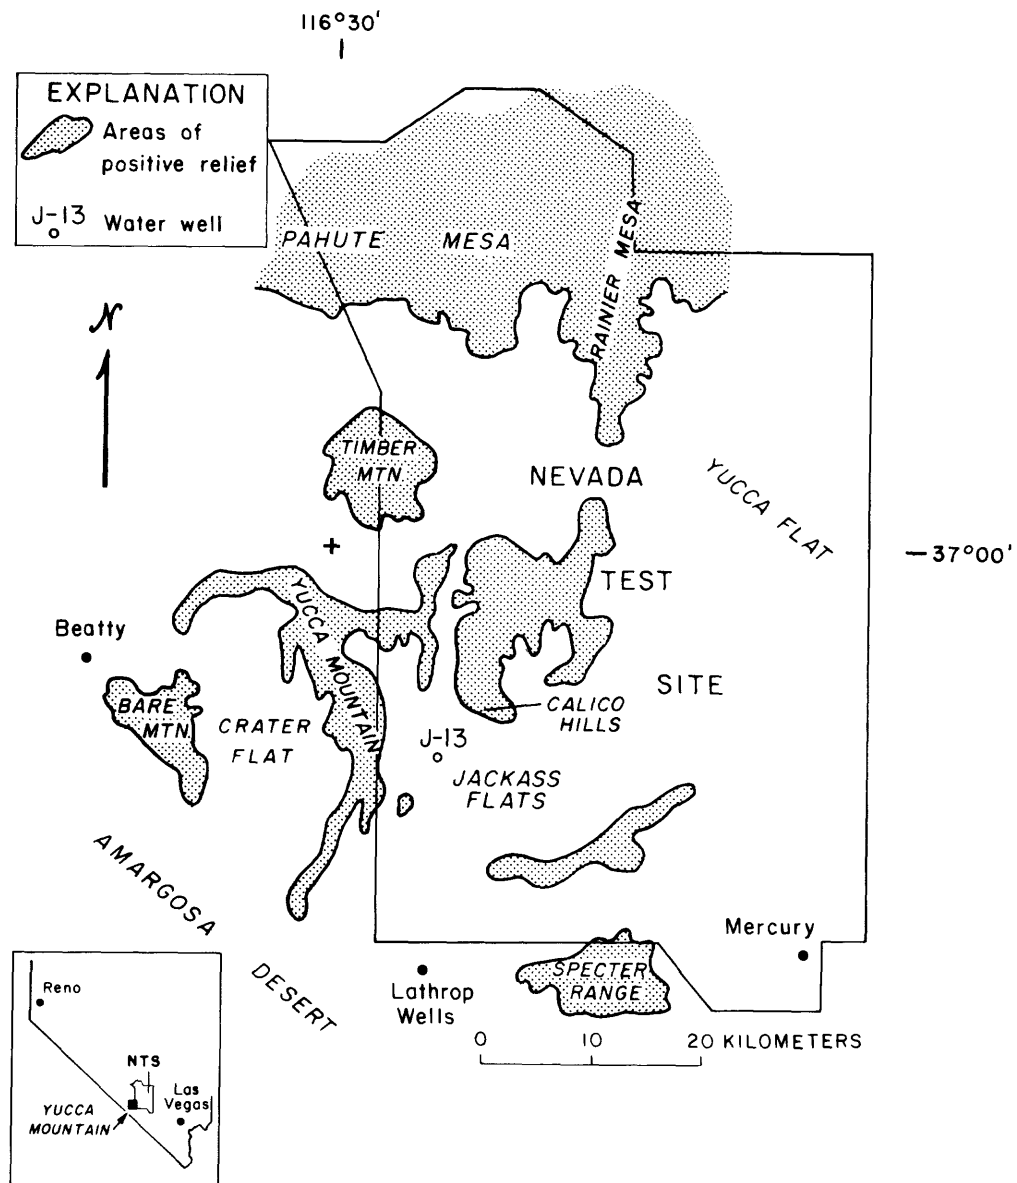 116°30'
EXPLANATION
Areas of
positive relief
J-13 Water well
PAHUTE MESA
RAINIER MESA
N
TIMBER
MTN
NEVADA
YUCCA FLAT
37°00'
TEST
YUCCA MOUNTAIN
Beatty
SITE
BARE
MTN
CALICO
HILLS
CRATER
FLAT
J-13
JACKASS
FLATS
AMARGOSA
DESERT
Mercury
SPECTER
RANGE
Lathrop
Wells
0 10 20 KILOMETERS
Reno
NTS
Las
Vegas
YUCCA
MOUNTAIN